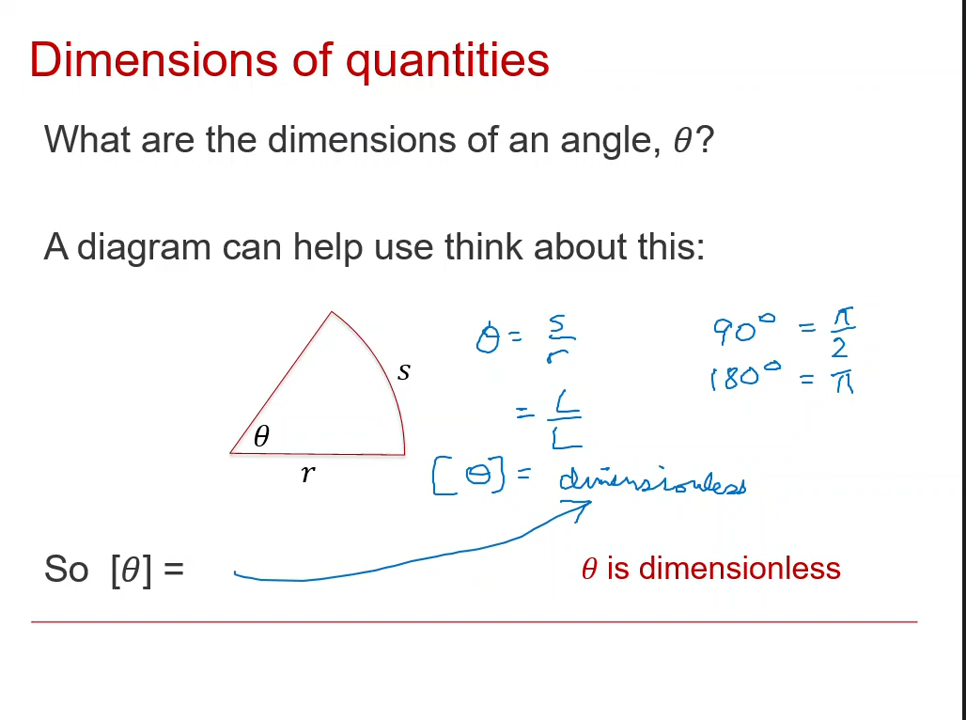 Dimensions of quantities
What are the dimensions of an angle, θ?
A diagram can help use think about this:
θ = s/r
90° = π/2
180° = π
s
= L/L
θ
r
[θ] = dimensionless
So [θ] =
θ is dimensionless